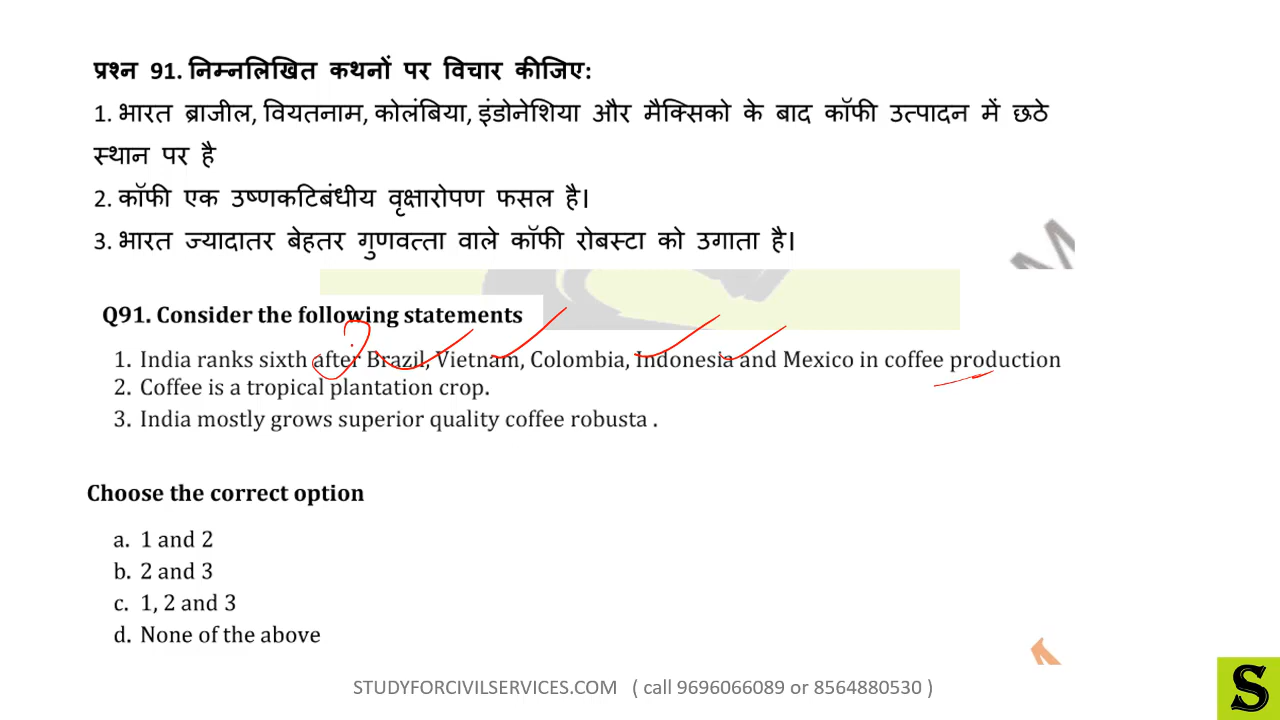 प्रश्न 91. निम्नलिखित कथनों पर विचार कीजिए:
1. भारत ब्राजील, वियतनाम, कोलंबिया, इंडोनेशिया और मैक्सिको के बाद कॉफी उत्पादन में छठे
स्थान पर है
2. कॉफी एक उष्णकटिबंधीय वृक्षारोपण फसल है।
3. भारत ज्यादातर बेहतर गुणवत्ता वाले कॉफी रोबस्टा को उगाता है।
Q91. Consider the following statements
1. India ranks sixth after Brazil, Vietnam, Colombia, Indonesia and Mexico in coffee production
2. Coffee is a tropical plantation crop.
3. India mostly grows superior quality coffee robusta .
Choose the correct option
a. 1 and 2
b. 2 and 3
c. 1, 2 and 3
d. None of the above
STUDYFORCIVILSERVICES.COM ( call 9696066089 or 8564880530 )
S